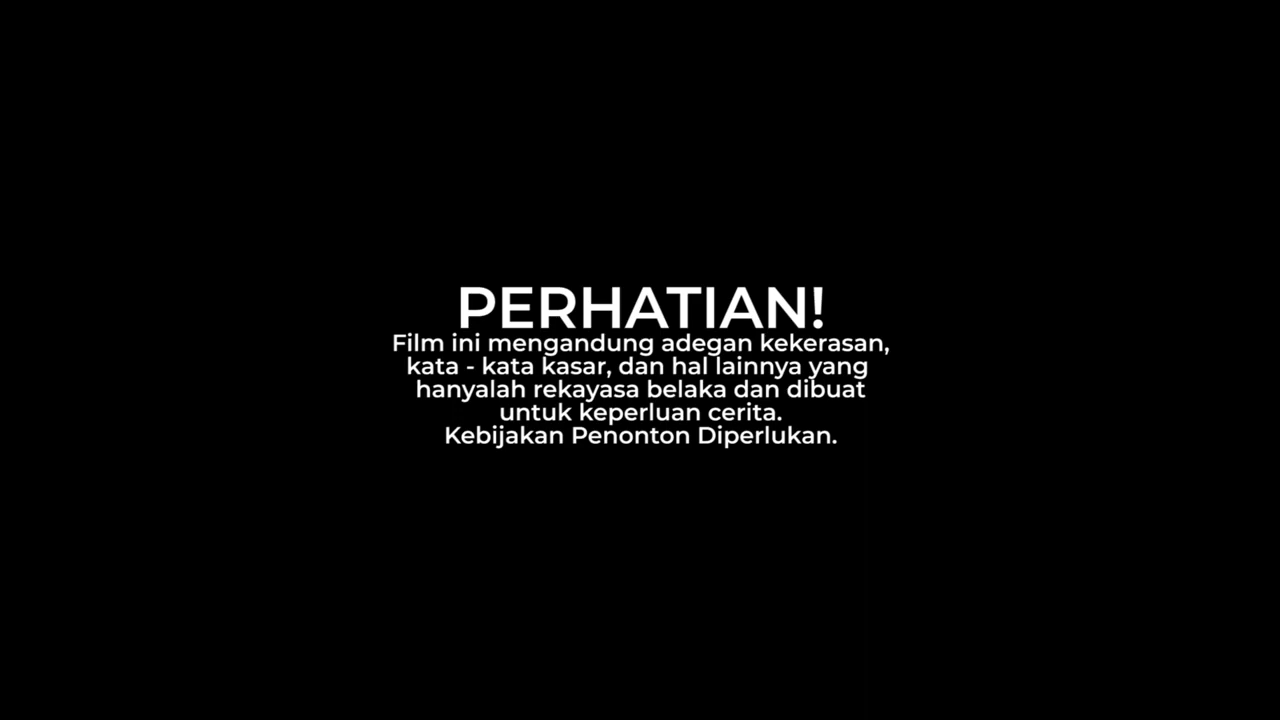 PERHATIAN!
Film ini mengandung adegan kekerasan,
kata - kata kasar, dan hal lainnya yang
hanyalah rekayasa belaka dan dibuat
untuk keperluan cerita.
Kebijakan Penonton Diperlukan.